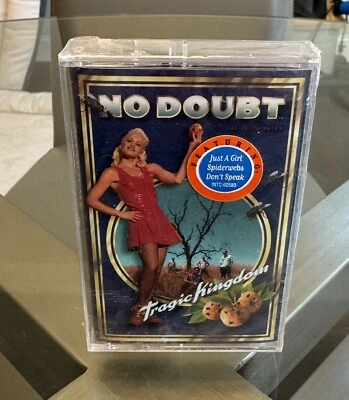 NO DOUBT
FEATURING
Just A Girl
Spiderwebs
Don't Speak
Tragic Kingdom